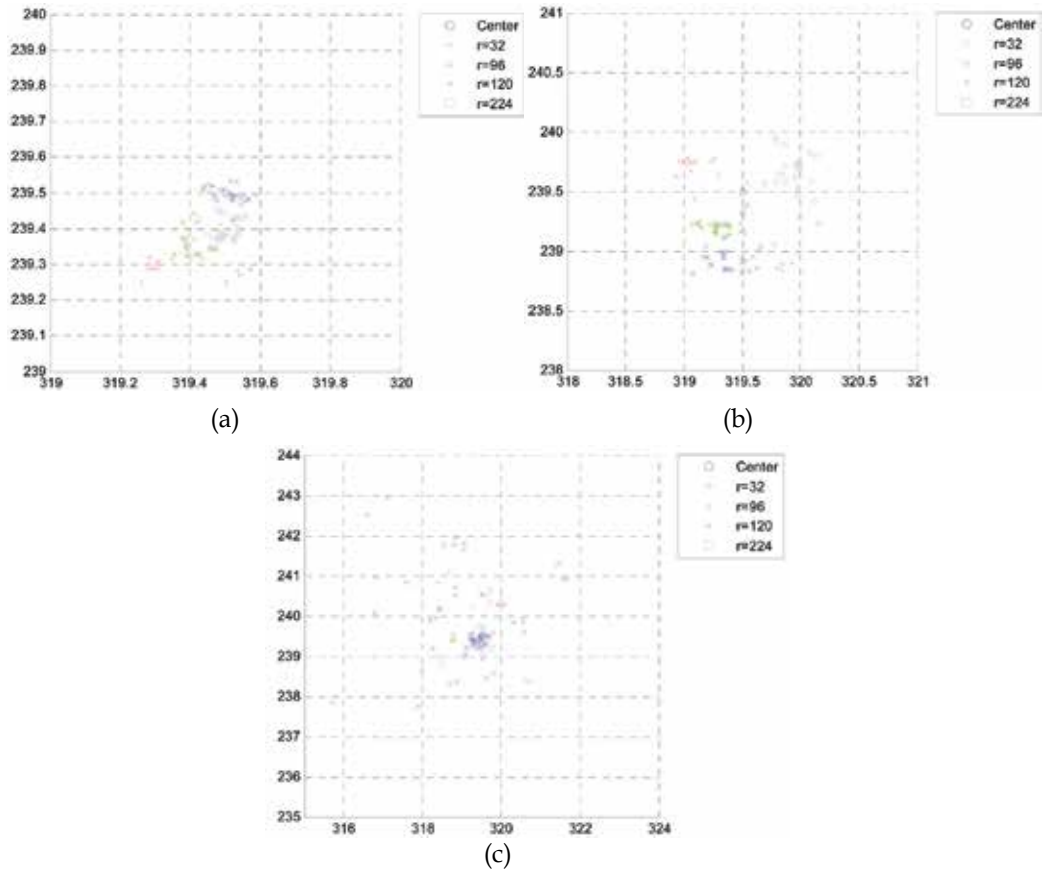 240
239.9
239.8
239.7
239.6
239.5
239.4
239.3
239.2
239.1
239
319 319.2 319.4 319.6 319.8 320
Center
r=32
r=96
r=120
r=224
(a)
241
240.5
240
239.5
239
238.5
238
318 318.5 319 319.5 320 320.5 321
Center
r=32
r=96
r=120
r=224
(b)
244
243
242
241
240
239
238
237
236
235
316 318 320 322 324
Center
r=32
r=96
r=120
r=224
(c)